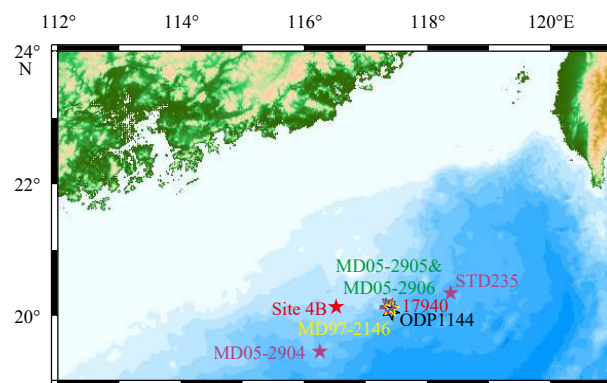 112° 114° 116° 118° 120°E
24°
N
22°
20°
MD05-2905&
MD05-2906
STD235
Site 4B
17940
MD97-2146
ODP1144
MD05-2904